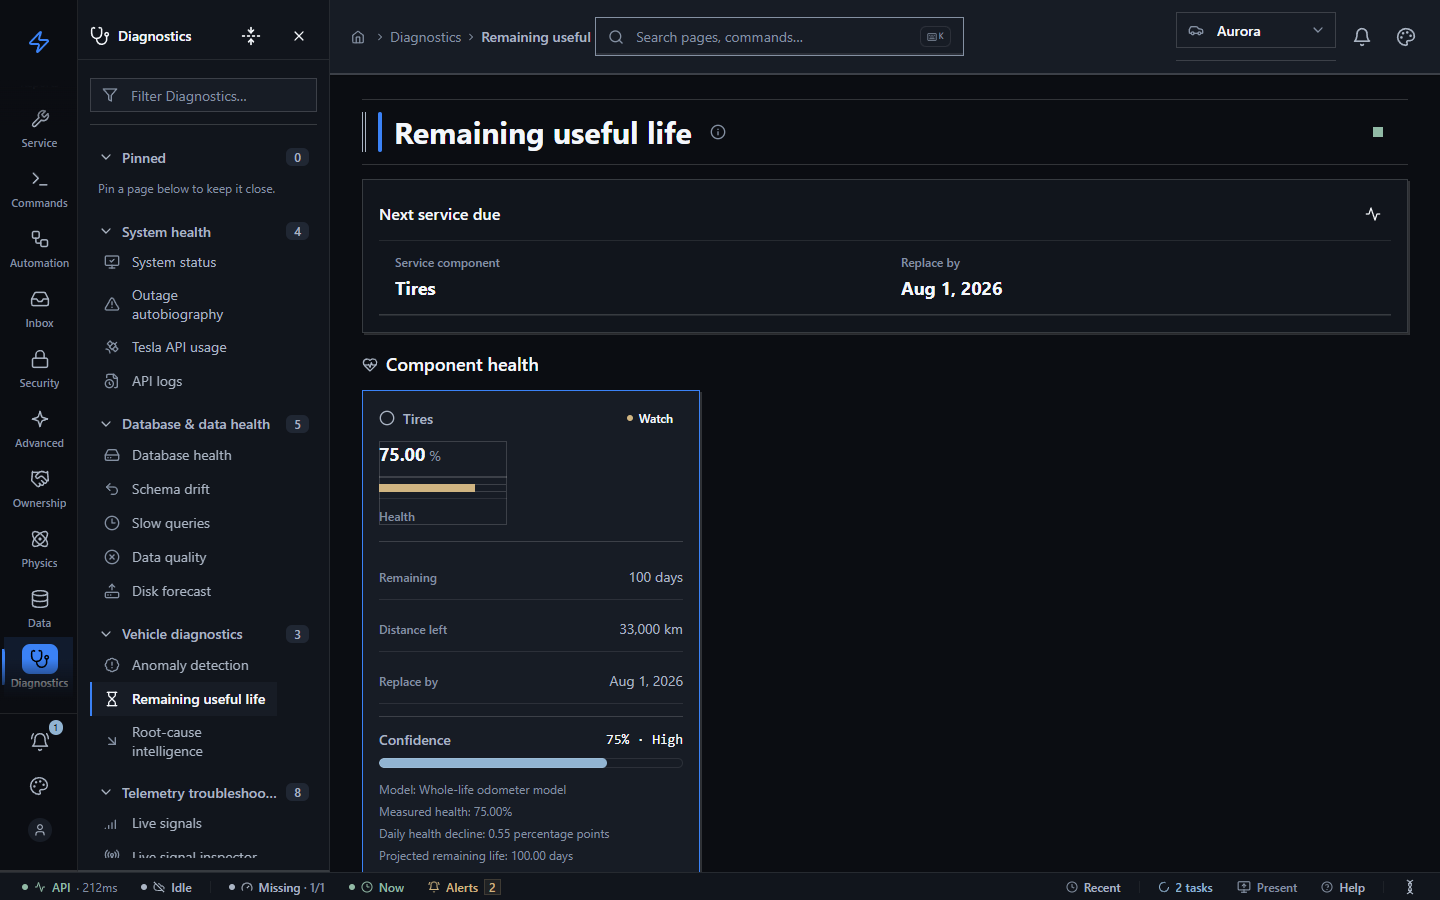 Diagnostics
Diagnostics
Remaining useful
Search pages, commands...
K
Aurora
Filter Diagnostics...
Service
Commands
Automation
Inbox
Security
Advanced
Ownership
Physics
Data
Diagnostics
1
Pinned
0
Pin a page below to keep it close.
System health
4
System status
Outage
autobiography
Tesla API usage
API logs
Database & data health
5
Database health
Schema drift
Slow queries
Data quality
Disk forecast
Vehicle diagnostics
3
Anomaly detection
Remaining useful life
Root-cause
intelligence
Telemetry troubleshoo...
8
Live signals
Live signal inspector
Remaining useful life
Next service due
Service component
Tires
Replace by
Aug 1, 2026
Component health
Tires
Watch
75.00 %
Health
Remaining
100 days
Distance left
33,000 km
Replace by
Aug 1, 2026
Confidence
75% · High
Model: Whole-life odometer model
Measured health: 75.00%
Daily health decline: 0.55 percentage points
Projected remaining life: 100.00 days
API · 212ms
Idle
Missing · 1/1
Now
Alerts 2
Recent
2 tasks
Present
Help